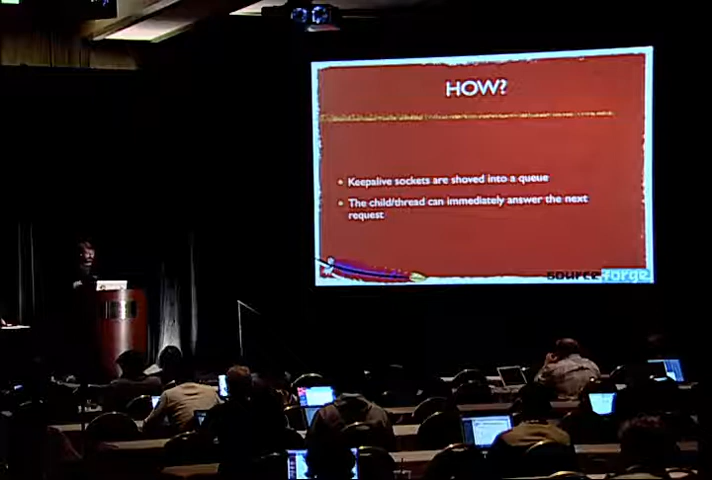 HOW?
Keepalive sockets are shoved into a queue
The child/thread can immediately answer the next
request
sourceforge